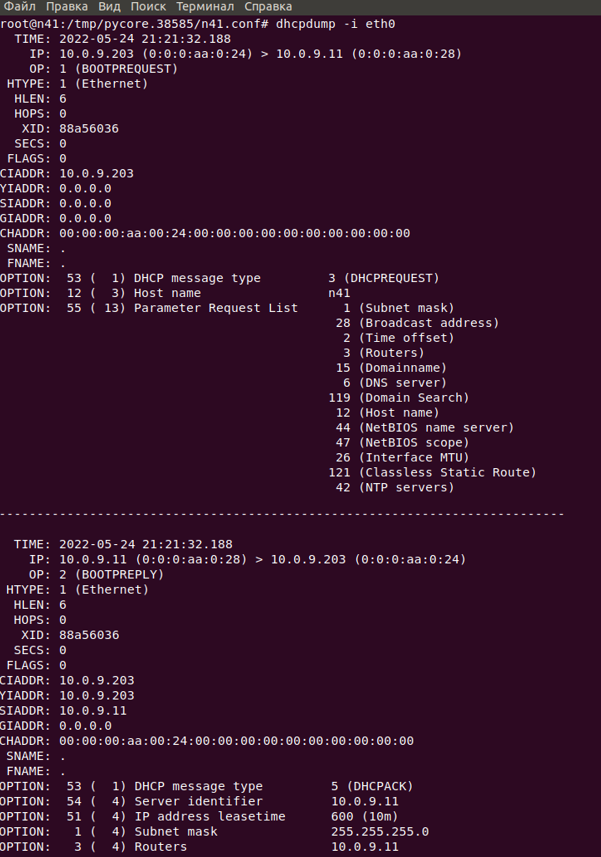 Файл Правка Вид Поиск Терминал Справка
root@n41:/tmp/pycore.38585/n41.conf# dhcpdump -i eth0
TIME: 2022-05-24 21:21:32.188
IP: 10.0.9.203 (0:0:0:aa:0:24) > 10.0.9.11 (0:0:0:aa:0:28)
OP: 1 (BOOTPREQUEST)
HTYPE: 1 (Ethernet)
HLEN: 6
HOPS: 0
XID: 88a56036
SECS: 0
FLAGS: 0
CIADDR: 10.0.9.203
YIADDR: 0.0.0.0
SIADDR: 0.0.0.0
GIADDR: 0.0.0.0
CHADDR: 00:00:00:aa:00:24:00:00:00:00:00:00:00:00:00:00
SNAME: .
FNAME: .
OPTION: 53 ( 1) DHCP message type 3 (DHCPREQUEST)
OPTION: 12 ( 3) Host name n41
OPTION: 55 ( 13) Parameter Request List 1 (Subnet mask)
28 (Broadcast address)
2 (Time offset)
3 (Routers)
15 (Domainname)
6 (DNS server)
119 (Domain Search)
12 (Host name)
44 (NetBIOS name server)
47 (NetBIOS scope)
26 (Interface MTU)
121 (Classless Static Route)
42 (NTP servers)
---------------------------------------------------------------------------
TIME: 2022-05-24 21:21:32.188
IP: 10.0.9.11 (0:0:0:aa:0:28) > 10.0.9.203 (0:0:0:aa:0:24)
OP: 2 (BOOTPREPLY)
HTYPE: 1 (Ethernet)
HLEN: 6
HOPS: 0
XID: 88a56036
SECS: 0
FLAGS: 0
CIADDR: 10.0.9.203
YIADDR: 10.0.9.203
SIADDR: 10.0.9.11
GIADDR: 0.0.0.0
CHADDR: 00:00:00:aa:00:24:00:00:00:00:00:00:00:00:00:00
SNAME: .
FNAME: .
OPTION: 53 ( 1) DHCP message type 5 (DHCPACK)
OPTION: 54 ( 4) Server identifier 10.0.9.11
OPTION: 51 ( 4) IP address leasetime 600 (10m)
OPTION: 1 ( 4) Subnet mask 255.255.255.0
OPTION: 3 ( 4) Routers 10.0.9.11